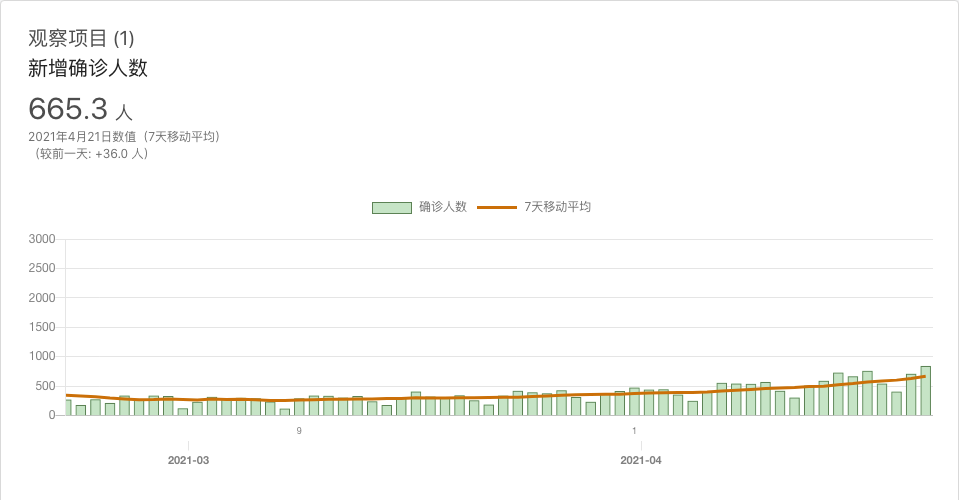 观察项目 (1)
新增确诊人数
665.3 人
2021年4月21日数值（7天移动平均）
（较前一天: +36.0 人）
确诊人数 7天移动平均
3000
2500
2000
1500
1000
500
0
9 1
2021-03 2021-04